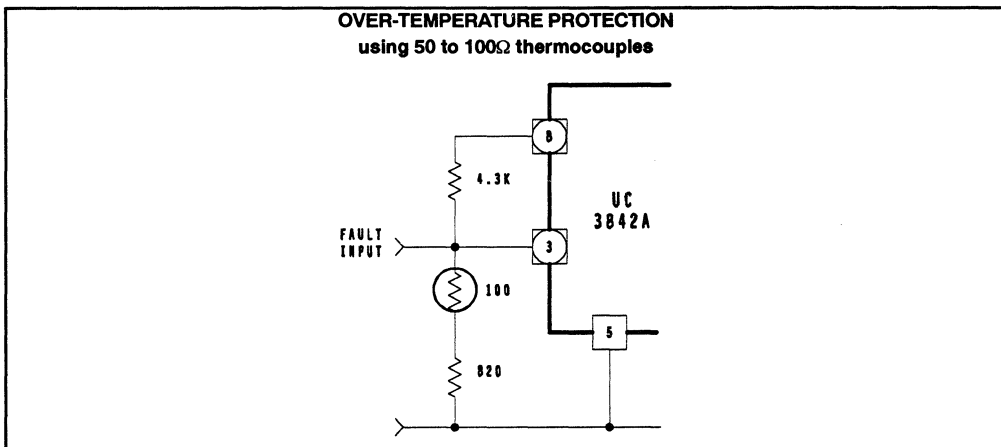 OVER-TEMPERATURE PROTECTION
using 50 to 100Ω thermocouples
8
4.3K
UC
3842A
FAULT
INPUT
3
100
5
820